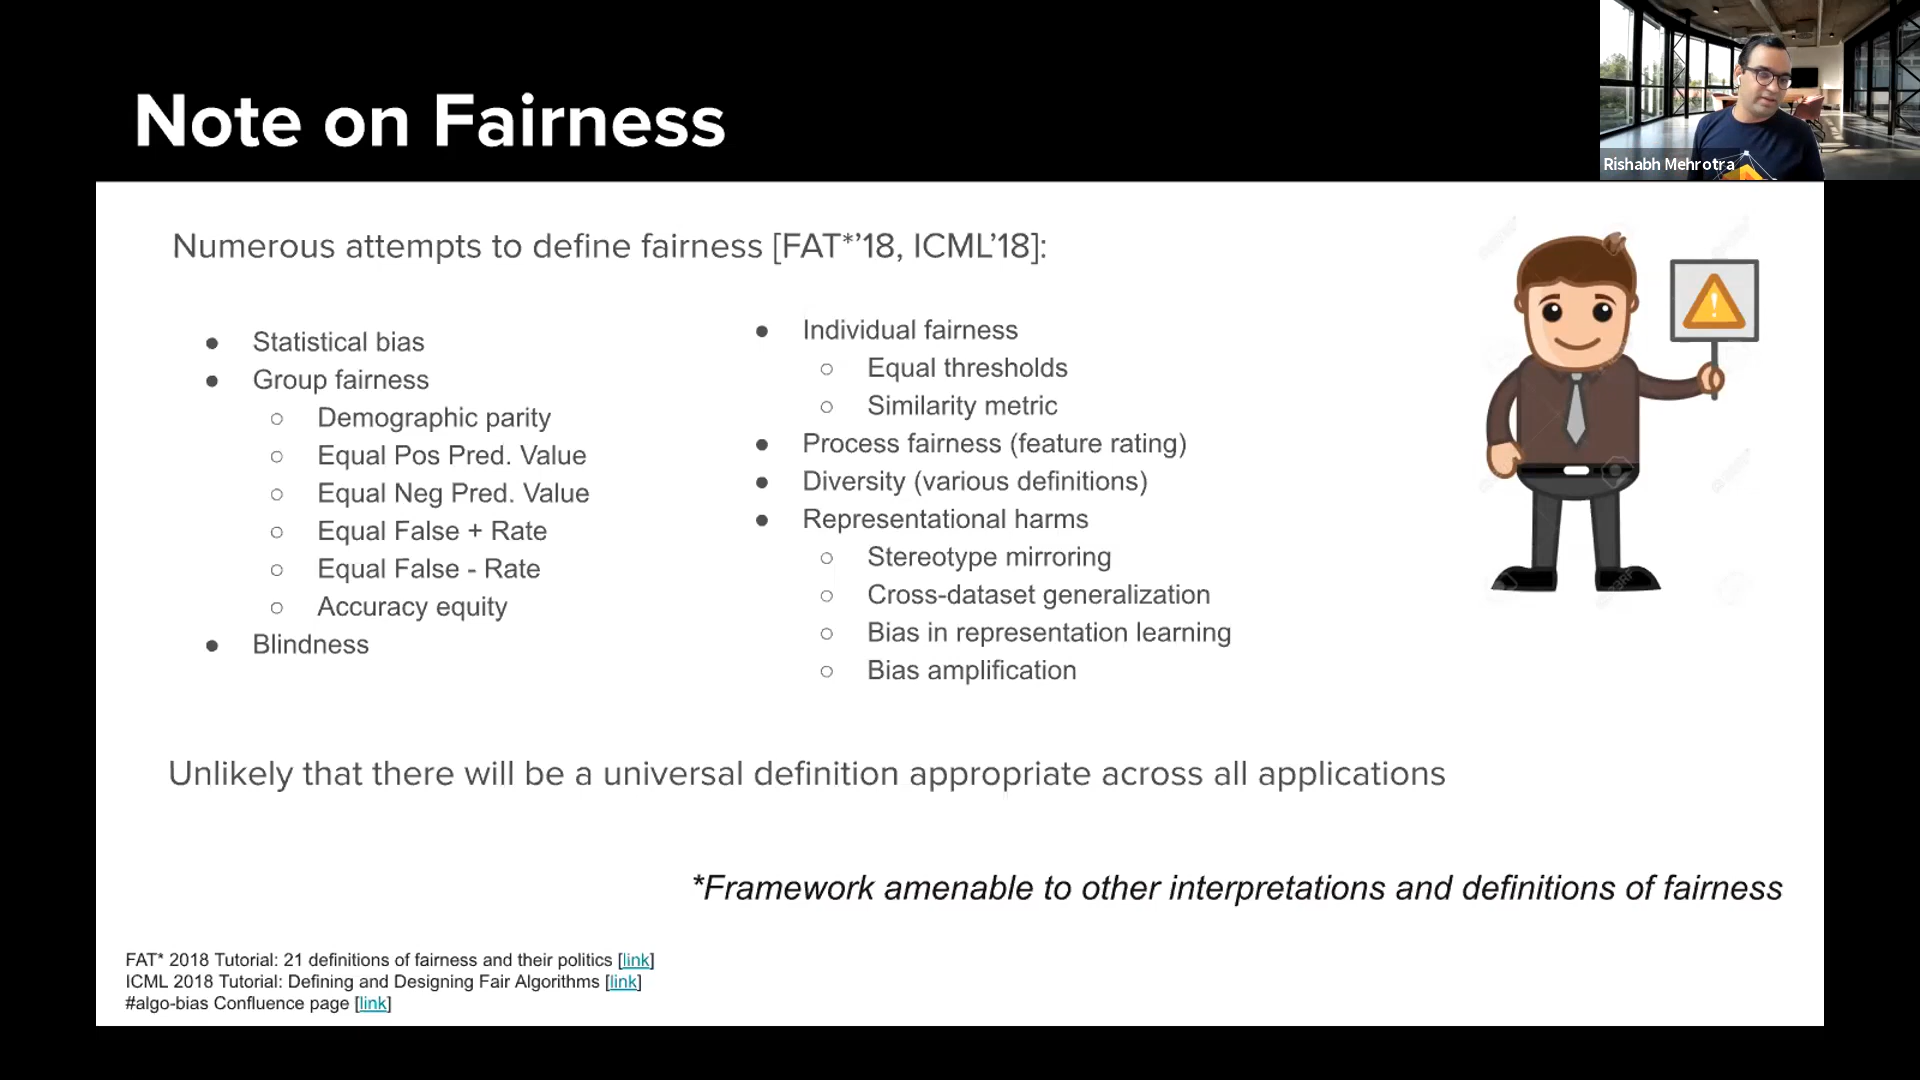 Note on Fairness
Rishabh Mehrotra
Numerous attempts to define fairness [FAT*’18, ICML’18]:
● Statistical bias
● Group fairness
○ Demographic parity
○ Equal Pos Pred. Value
○ Equal Neg Pred. Value
○ Equal False + Rate
○ Equal False - Rate
○ Accuracy equity
● Blindness
● Individual fairness
○ Equal thresholds
○ Similarity metric
● Process fairness (feature rating)
● Diversity (various definitions)
● Representational harms
○ Stereotype mirroring
○ Cross-dataset generalization
○ Bias in representation learning
○ Bias amplification
Unlikely that there will be a universal definition appropriate across all applications
*Framework amenable to other interpretations and definitions of fairness
FAT* 2018 Tutorial: 21 definitions of fairness and their politics [link]
ICML 2018 Tutorial: Defining and Designing Fair Algorithms [link]
#algo-bias Confluence page [link]